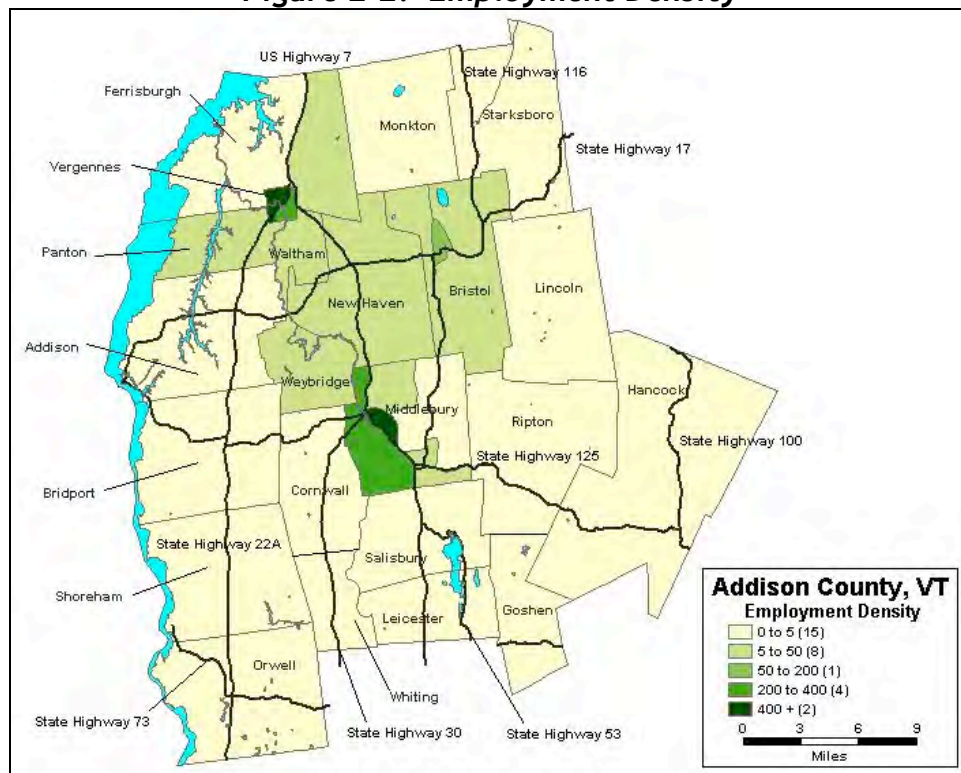 Figure 2-2: Employment Density
US Highway 7
State Highway 116
Ferrisburgh
Starksboro
Monkton
State Highway 17
Vergennes
Panton
Waltham
Lincoln
New Haven
Bristol
Addison
Weybridge
Hancock
Middlebury
Ripton
State Highway 100
State Highway 125
Bridport
Cornwall
State Highway 22A
Salisbury
Shoreham
Goshen
Leicester
Orwell
Whiting
State Highway 73
State Highway 30
State Highway 53
Addison County, VT
Employment Density
0 to 5 (15)
5 to 50 (8)
50 to 200 (1)
200 to 400 (4)
400 + (2)
0 3 6 9
Miles